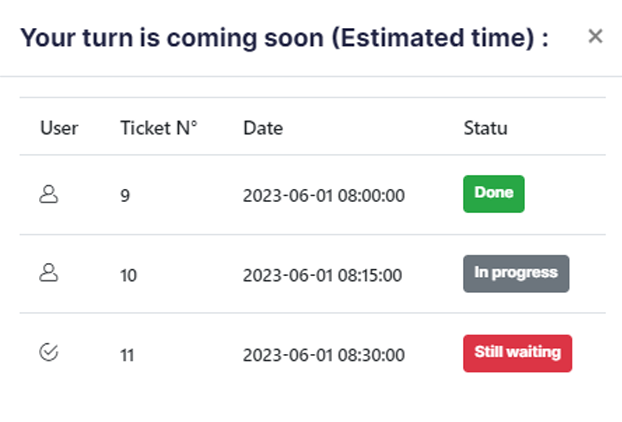 Your turn is coming soon (Estimated time) : ×
User Ticket N° Date Statu
9 2023-06-01 08:00:00 Done
10 2023-06-01 08:15:00 In progress
11 2023-06-01 08:30:00 Still waiting